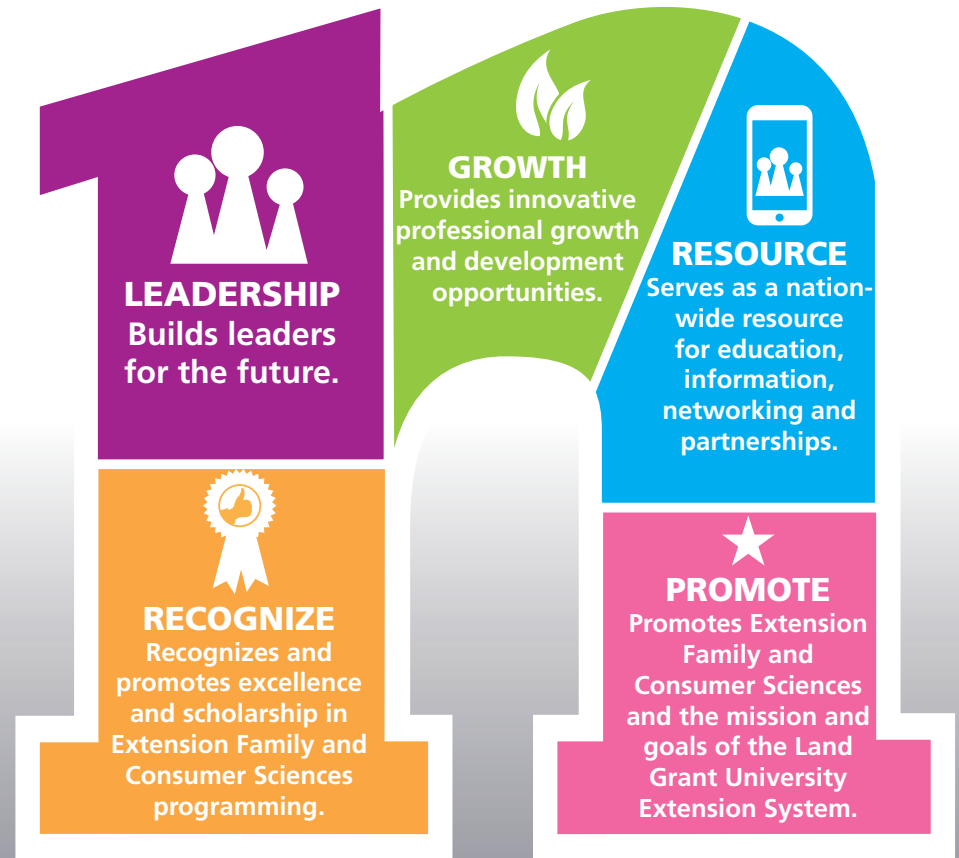 LEADERSHIP
Builds leaders
for the future.
GROWTH
Provides innovative
professional growth
and development
opportunities.
RESOURCE
Serves as a nation-
wide resource
for education,
information,
networking and
partnerships.
RECOGNIZE
Recognizes and
promotes excellence
and scholarship in
Extension Family and
Consumer Sciences
programming.
PROMOTE
Promotes Extension
Family and
Consumer Sciences
and the mission and
goals of the Land
Grant University
Extension System.